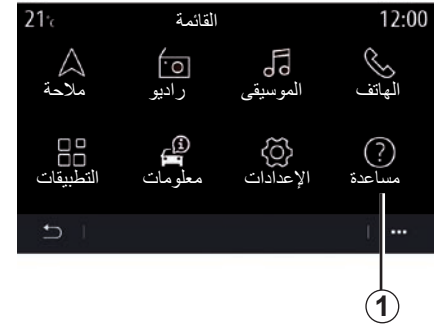 21°c القائمة 12:00
ملاحة راديو الموسيقى الهاتف
التطبيقات معلومات الإعدادات مساعدة
1